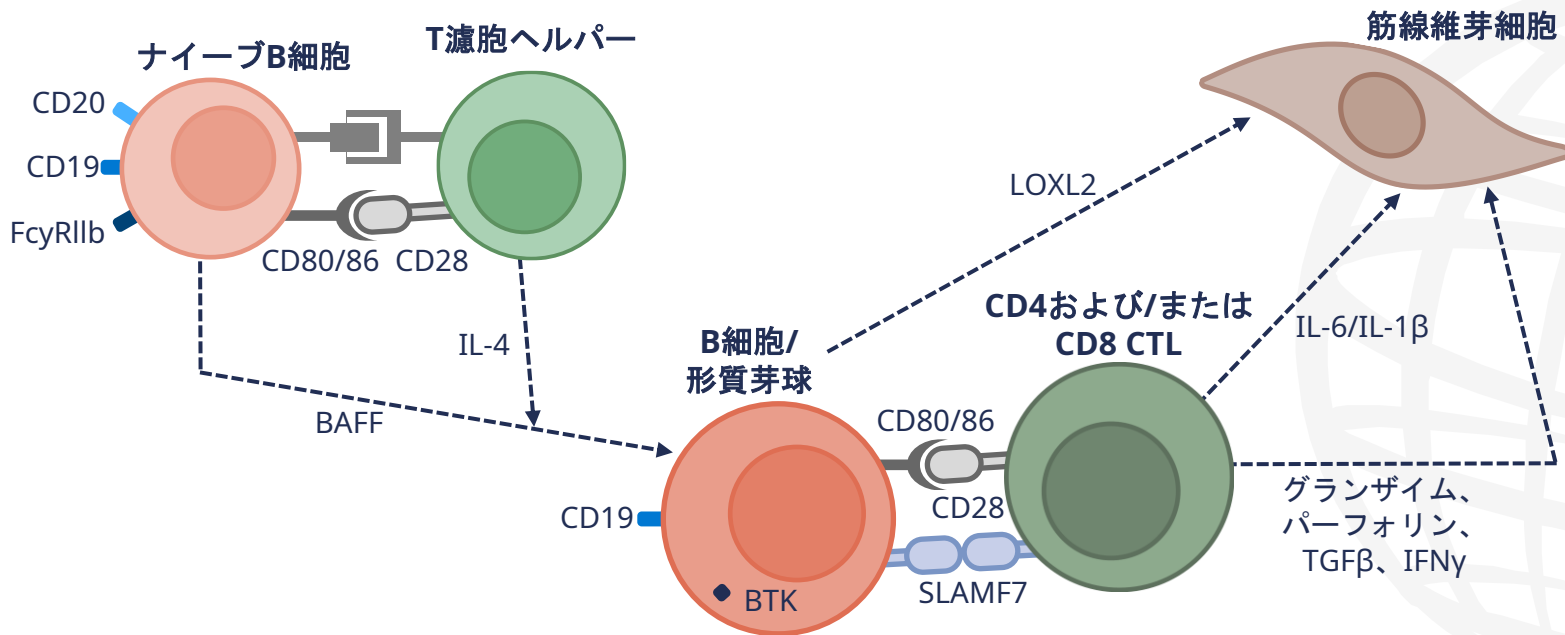 ナイーブB細胞
T濾胞ヘルパー
筋線維芽細胞
CD20
CD19
FcyRllb
CD80/86
CD28
LOXL2
IL-4
BAFF
B細胞/
形質芽球
CD4および/または
CD8 CTL
IL-6/IL-1β
CD80/86
CD28
CD19
SLAMF7
BTK
グランザイム、
パーフォリン、
TGFβ、IFNγ